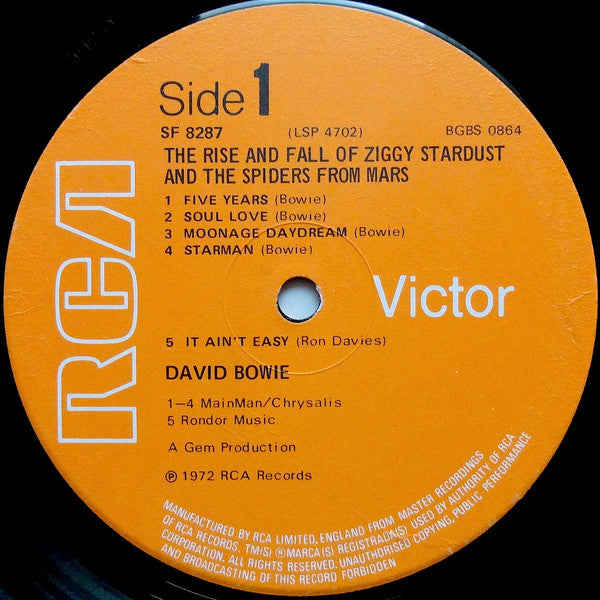 Side 1
SF 8287 (LSP 4702) BGBS 0864
THE RISE AND FALL OF ZIGGY STARDUST
AND THE SPIDERS FROM MARS
1 FIVE YEARS (Bowie)
2 SOUL LOVE (Bowie)
3 MOONAGE DAYDREAM (Bowie)
4 STARMAN (Bowie)
RCA
Victor
5 IT AIN'T EASY (Ron Davies)
DAVID BOWIE
1—4 MainMan/Chrysalis
5 Rondor Music
A Gem Production
Ⓟ 1972 RCA Records
MANUFACTURED BY RCA LIMITED, ENGLAND FROM MASTER RECORDINGS
OF RCA RECORDS. TM(S) ® MARCA(S) REGISTRADA(S) USED BY AUTHORITY OF RCA
CORPORATION. ALL RIGHTS RESERVED. UNAUTHORISED COPYING, PUBLIC PERFORMANCE
AND BROADCASTING OF THIS RECORD FORBIDDEN